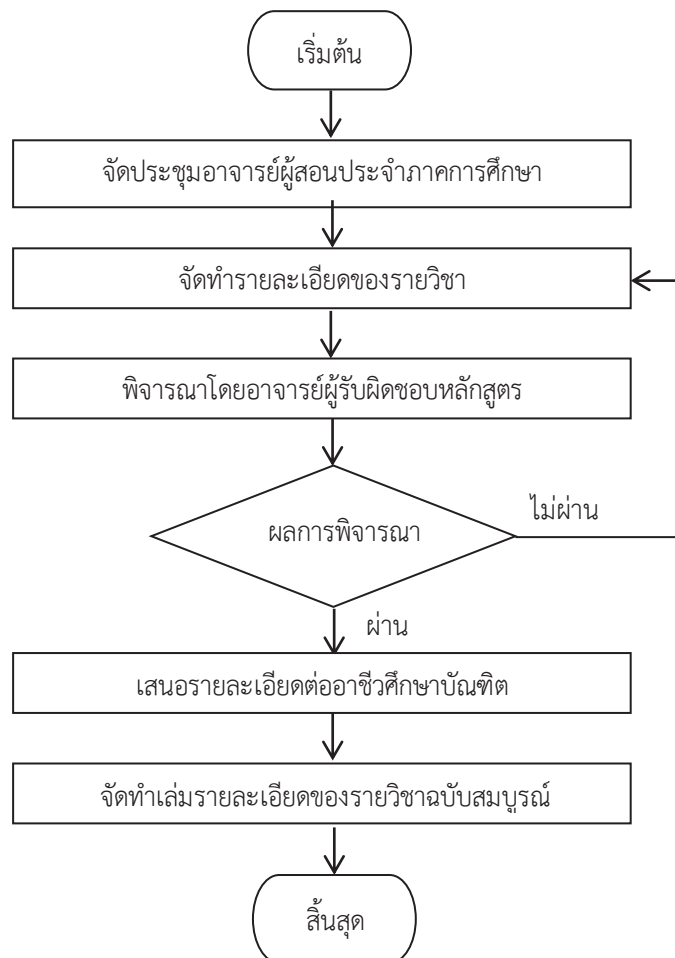 เริ่มต้น
จัดประชุมอาจารย์ผู้สอนประจำภาคการศึกษา
จัดทำรายละเอียดของรายวิชา
พิจารณาโดยอาจารย์ผู้รับผิดชอบหลักสูตร
ผลการพิจารณา
ไม่ผ่าน
ผ่าน
เสนอรายละเอียดต่ออาชีวศึกษาบัณฑิต
จัดทำเล่มรายละเอียดของรายวิชาฉบับสมบูรณ์
สิ้นสุด